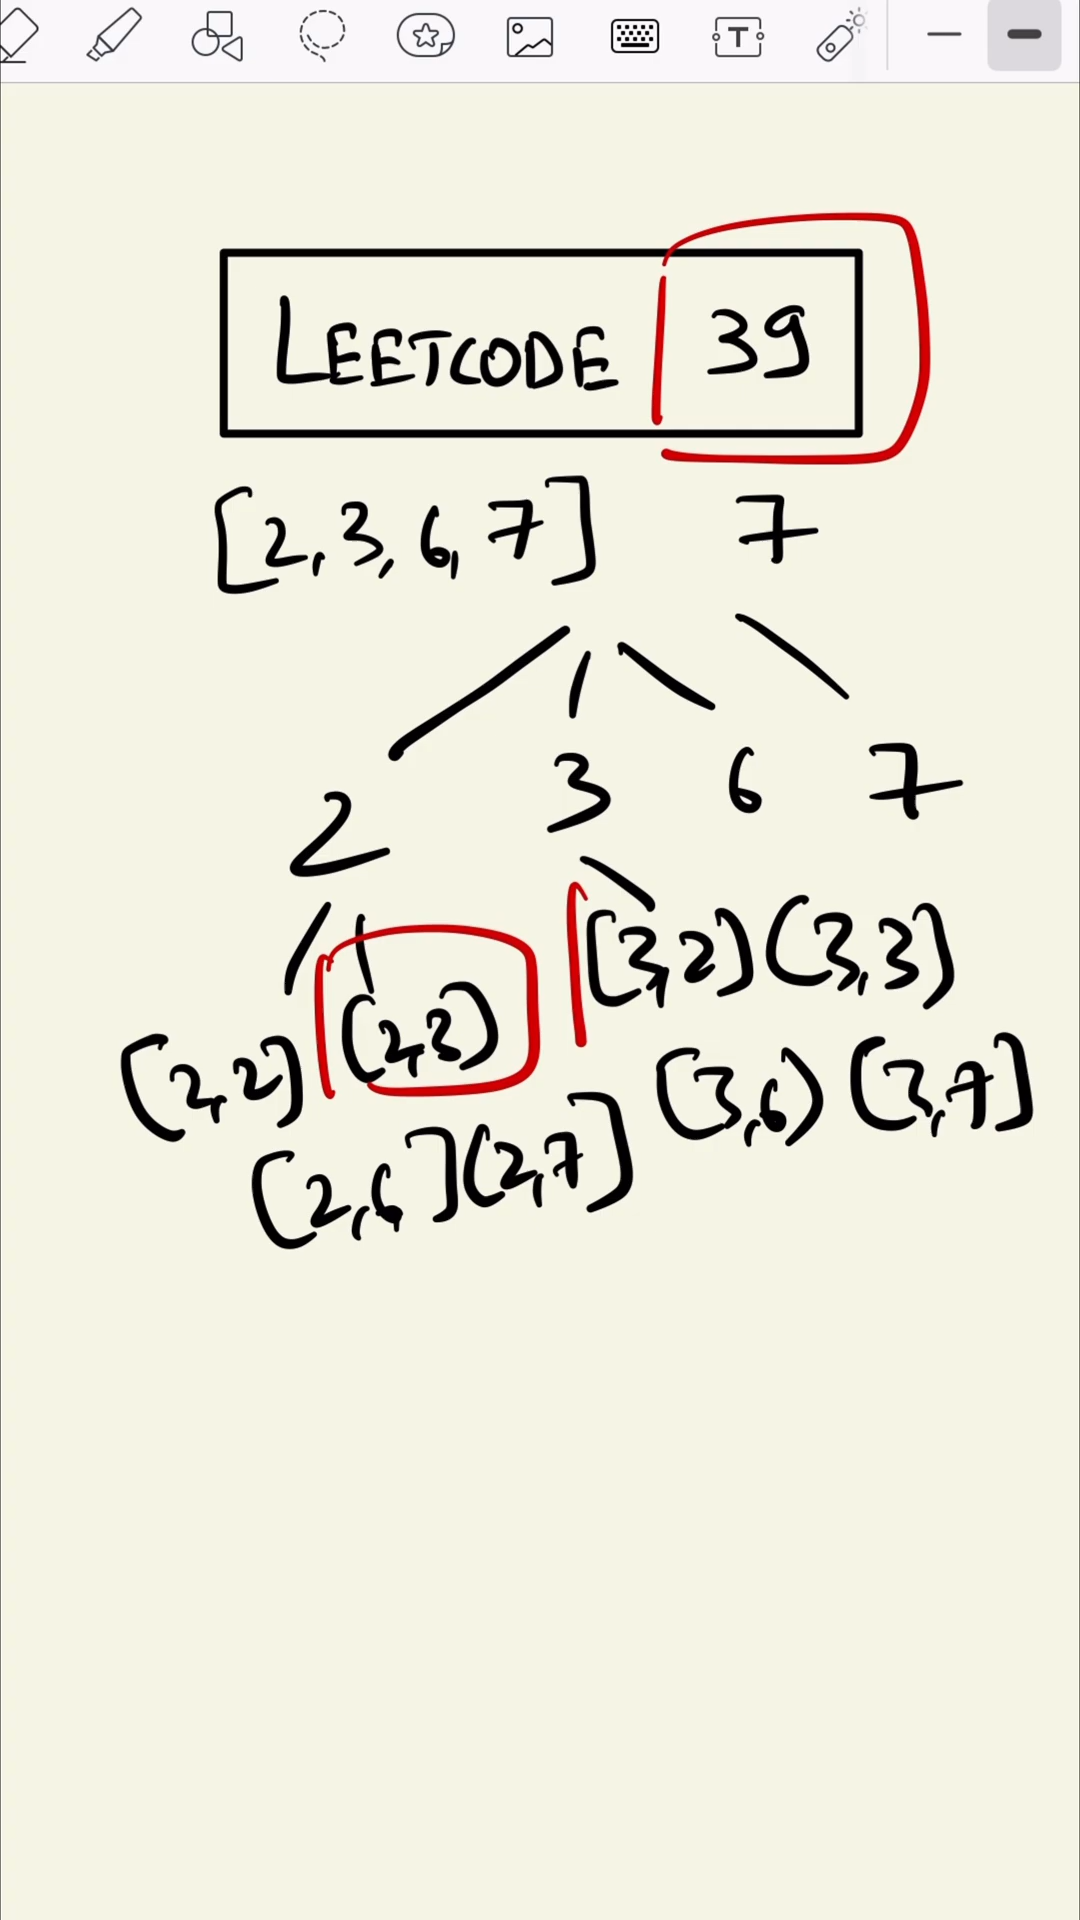 T
LEETCODE 39
[2, 3, 6, 7] 7
2 3 6 7
[3,2] (3,3)
[2,2] (2,3)
(3,6) (3,7]
[2,6] (2,7]